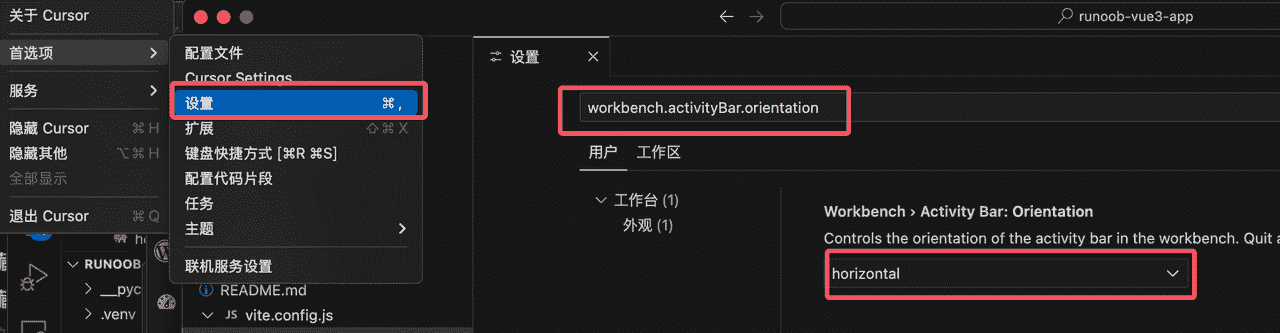 关于 Cursor
首选项
服务
隐藏 Cursor ⌘ H
隐藏其他 ⌥ ⌘ H
全部显示
退出 Cursor ⌘ Q
配置文件
Cursor Settings
设置 ⌘ ,
扩展 ⇧ ⌘ X
键盘快捷方式 [⌘R ⌘S]
配置代码片段
任务
主题
联机服务设置
RUNOOB
__pyc
.venv
README.md
JS vite.config.js
runoob-vue3-app
设置
workbench.activityBar.orientation
用户 工作区
工作台 (1)
外观 (1)
Workbench › Activity Bar: Orientation
Controls the orientation of the activity bar in the workbench. Quit a
horizontal